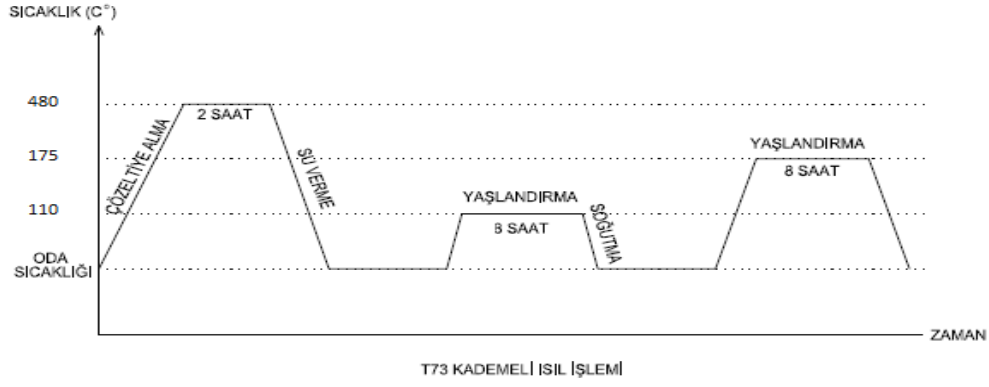 SICAKLIK (C°)
480
2 SAAT
ÇÖZELTİYE ALMA
SU VERME
175
YAŞLANDIRMA
8 SAAT
110
YAŞLANDIRMA
8 SAAT
SOĞUTMA
ODA
SICAKLIĞI
ZAMAN
T73 KADEMELİ ISIL İŞLEMİ